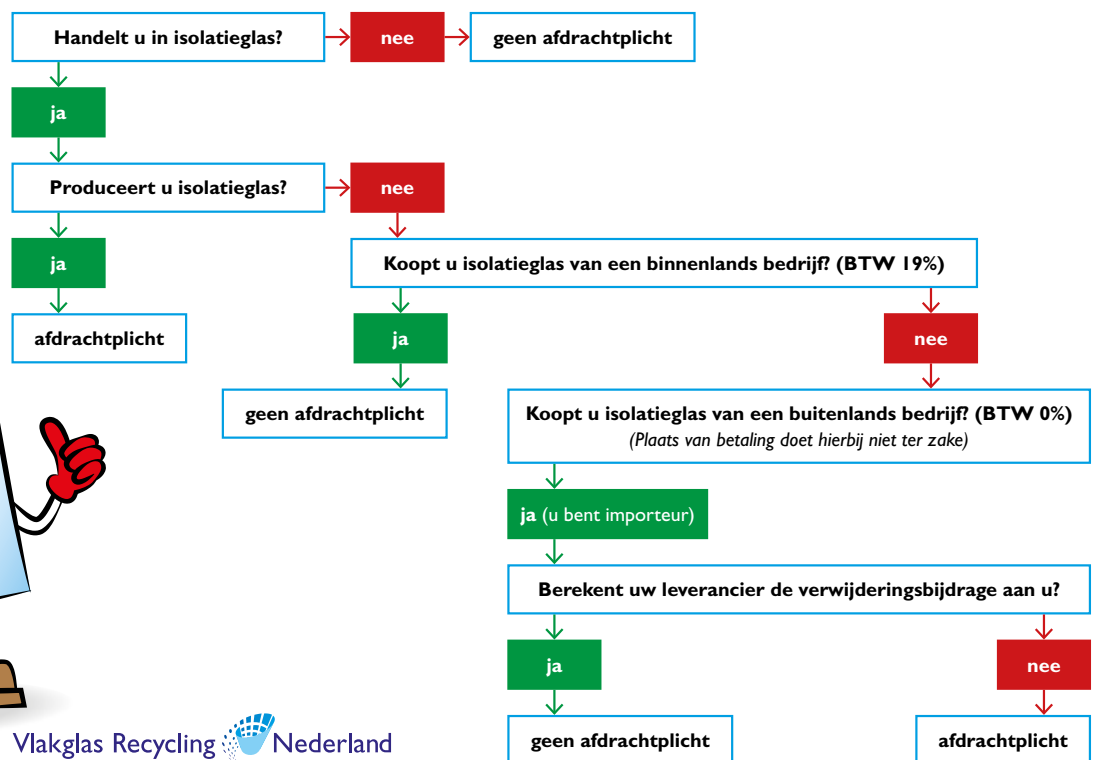 Handelt u in isolatieglas?
nee
geen afdrachtplicht
ja
Produceert u isolatieglas?
nee
ja
Koopt u isolatieglas van een binnenlands bedrijf? (BTW 19%)
afdrachtplicht
ja
nee
geen afdrachtplicht
Koopt u isolatieglas van een buitenlands bedrijf? (BTW 0%)
(Plaats van betaling doet hierbij niet ter zake)
ja (u bent importeur)
Berekent uw leverancier de verwijderingsbijdrage aan u?
ja
nee
geen afdrachtplicht
afdrachtplicht
Vlakglas Recycling Nederland